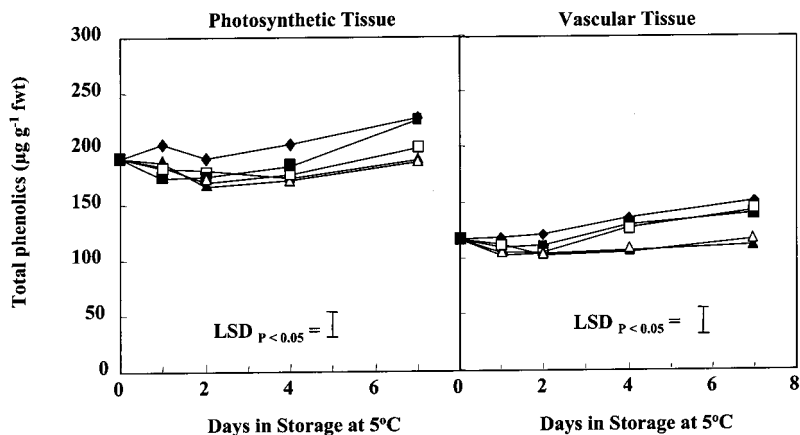 Photosynthetic Tissue
Vascular Tissue
Total phenolics (µg g-1 fwt)
300
250
200
150
100
50
0
LSD P < 0.05 =
LSD P < 0.05 =
0 2 4 6
0 2 4 6 8
Days in Storage at 5ºC
Days in Storage at 5ºC